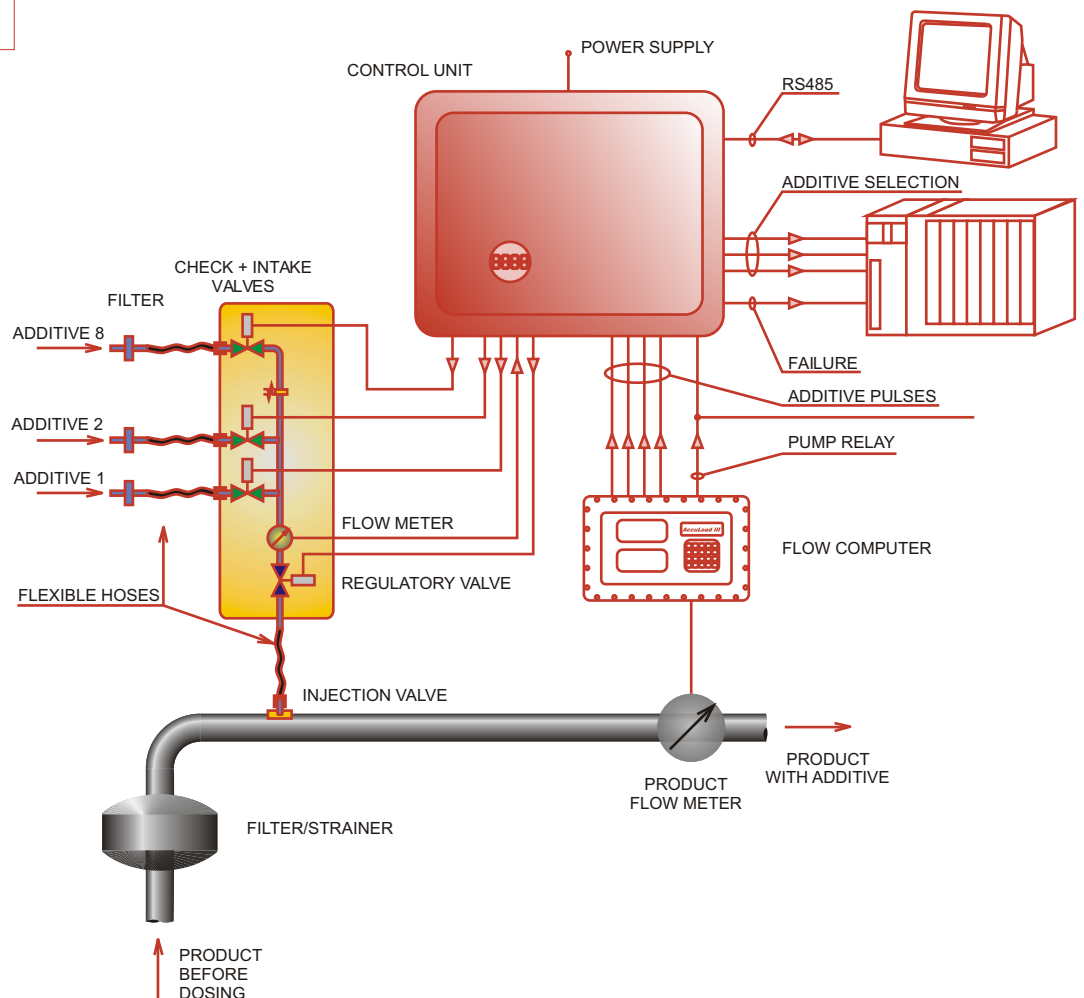 POWER SUPPLY
CONTROL UNIT
RS485
ADDITIVE SELECTION
CHECK + INTAKE
VALVES
FILTER
ADDITIVE 8
FAILURE
ADDITIVE PULSES
ADDITIVE 2
PUMP RELAY
ADDITIVE 1
FLOW METER
AccuLoad III
FLOW COMPUTER
REGULATORY VALVE
FLEXIBLE HOSES
INJECTION VALVE
PRODUCT
WITH ADDITIVE
PRODUCT
FLOW METER
FILTER/STRAINER
PRODUCT
BEFORE
DOSING